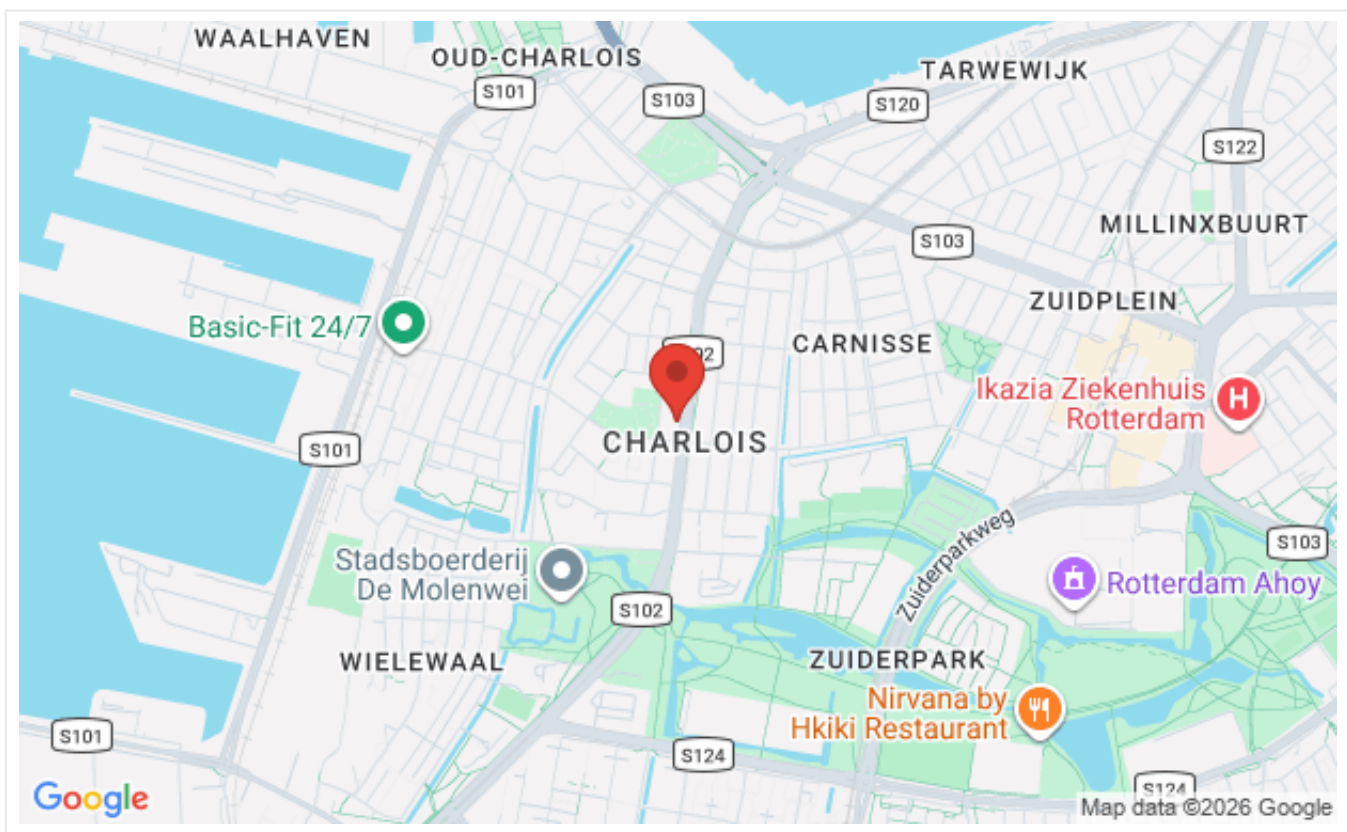 WAALHAVEN
OUD-CHARLOIS
TARWEWIJK
S101
S103
S120
S122
MILLINXBUURT
S103
ZUIDPLEIN
Basic-Fit 24/7
CARNISSE
Ikazia Ziekenhuis
Rotterdam
H
CHARLOIS
S101
Zuiderparkweg
S103
Stadsboerderij
De Molenwei
Rotterdam Ahoy
S102
WIELEWAAL
ZUIDERPARK
Nirvana by
Hkiki Restaurant
S101
S124
S124
Google
Map data ©2026 Google